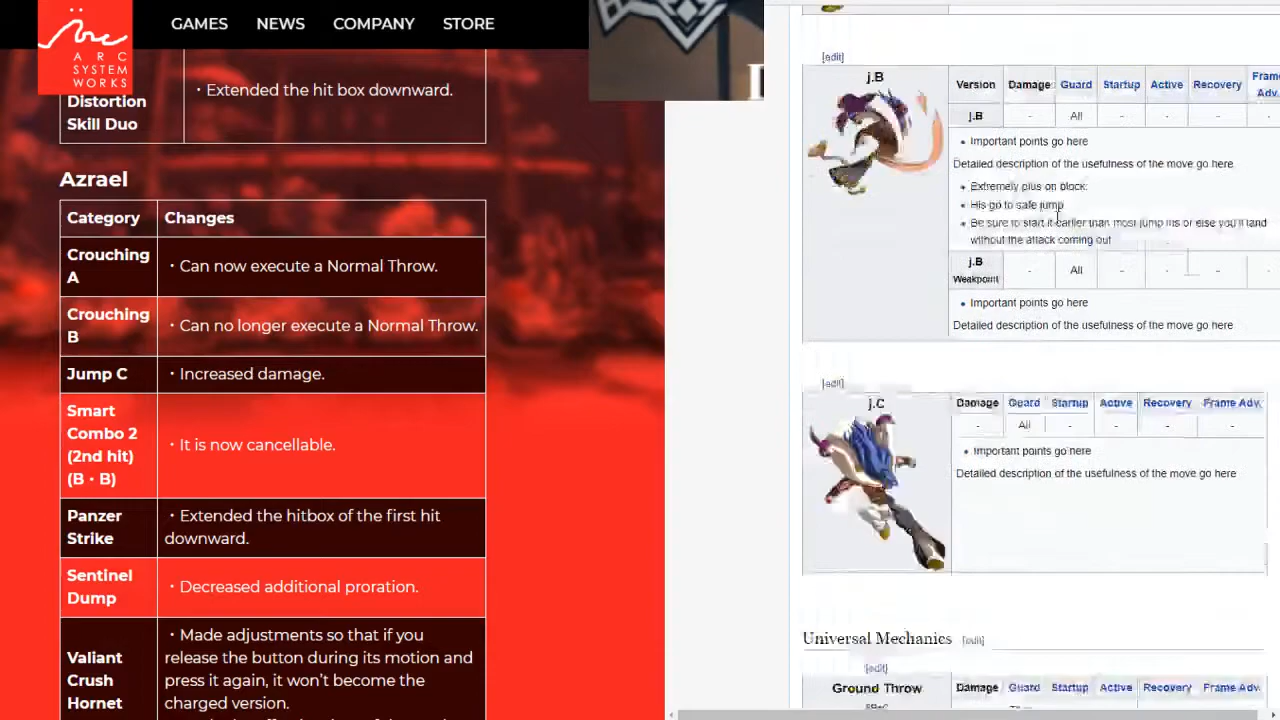 ARC
SYSTEM
WORKS
GAMES NEWS COMPANY STORE
Distortion
Skill Duo
・Extended the hit box downward.
Azrael
Category Changes
Crouching
A
・Can now execute a Normal Throw.
Crouching
B
・Can no longer execute a Normal Throw.
Jump C ・Increased damage.
Smart
Combo 2
(2nd hit)
(B・B)
・It is now cancellable.
Panzer
Strike
・Extended the hitbox of the first hit
downward.
Sentinel
Dump
・Decreased additional proration.
Valiant
Crush
Hornet
・Made adjustments so that if you
release the button during its motion and
press it again, it won't become the
charged version.
[edit]
j.B
Version Damage Guard Startup Active Recovery Frame
Adv.
j.B - All - - - -
• Important points go here
Detailed description of the usefulness of the move go here.
• Extremely plus on block.
• His go to safe jump
• Be sure to start it earlier than most jump ins or else you'll land
without the attack coming out
j.B
Weakpoint
- All - - - -
• Important points go here
Detailed description of the usefulness of the move go here
[edit]
j.C
Damage Guard Startup Active Recovery Frame Adv.
- All - - - -
• Important points go here
Detailed description of the usefulness of the move go here
Universal Mechanics [edit]
[edit]
Ground Throw
Damage Guard Startup Active Recovery Frame Adv.